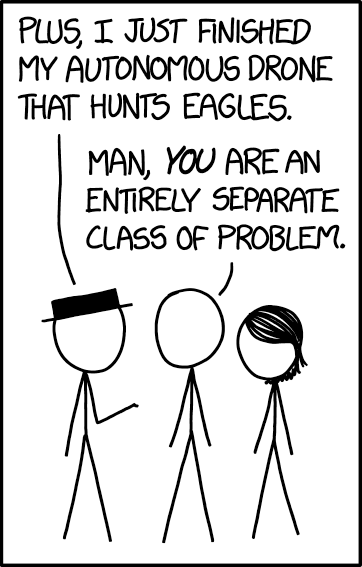 PLUS, I JUST FINISHED
MY AUTONOMOUS DRONE
THAT HUNTS EAGLES.
MAN, YOU ARE AN
ENTIRELY SEPARATE
CLASS OF PROBLEM.